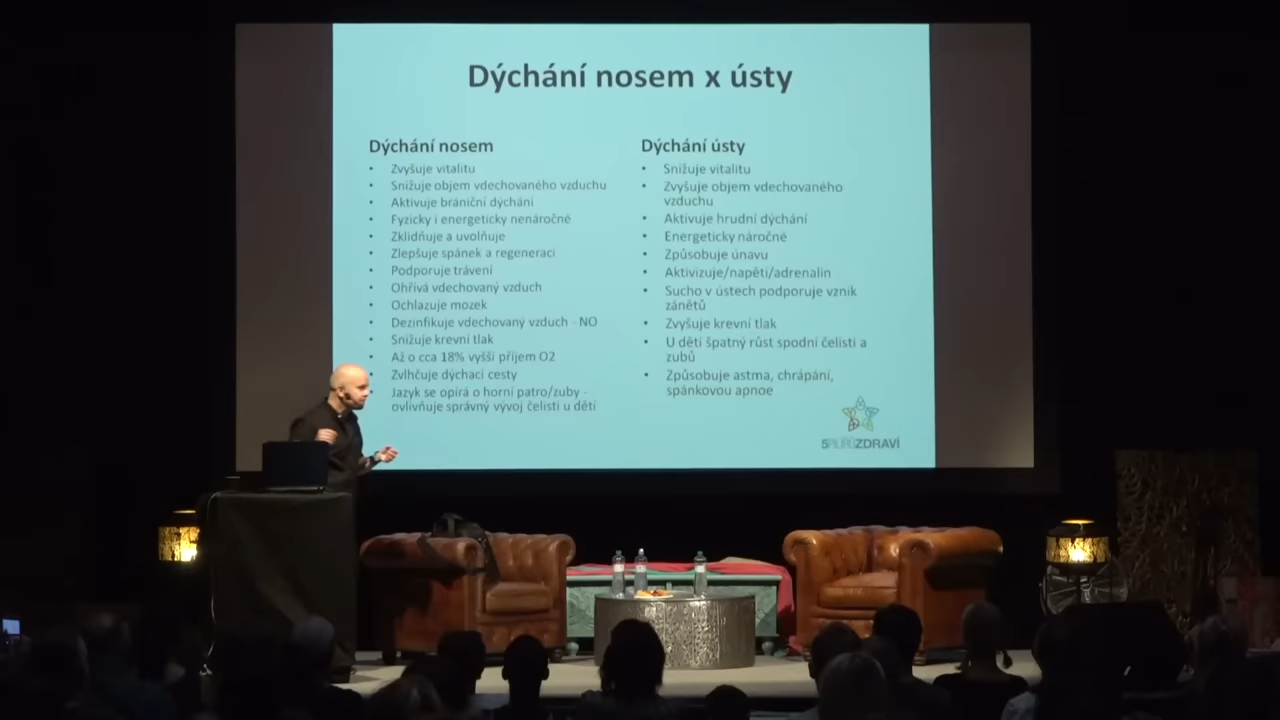 Dýchání nosem x ústy
Dýchání nosem
• Zvyšuje vitalitu
• Snižuje objem vdechovaného vzduchu
• Aktivuje brániční dýchání
• Fyzicky i energeticky nenáročné
• Zklidňuje a uvolňuje
• Zlepšuje spánek a regeneraci
• Podporuje trávení
• Ohřívá vdechovaný vzduch
• Ochlazuje mozek
• Dezinfikuje vdechovaný vzduch - NO
• Snižuje krevní tlak
• Až o cca 18% vyšší příjem O2
• Zvlhčuje dýchací cesty
• Jazyk se opírá o horní patro/zuby -
ovlivňuje správný vývoj čelisti u dětí
Dýchání ústy
• Snižuje vitalitu
• Zvyšuje objem vdechovaného
vzduchu
• Aktivuje hrudní dýchání
• Energeticky náročné
• Způsobuje únavu
• Aktivizuje/napětí/adrenalin
• Sucho v ústech podporuje vznik
zánětů
• Zvyšuje krevní tlak
• U dětí špatný růst spodní čelisti a
zubů
• Způsobuje astma, chrápání,
spánkovou apnoe
5PILÍŘŮZDRAVÍ